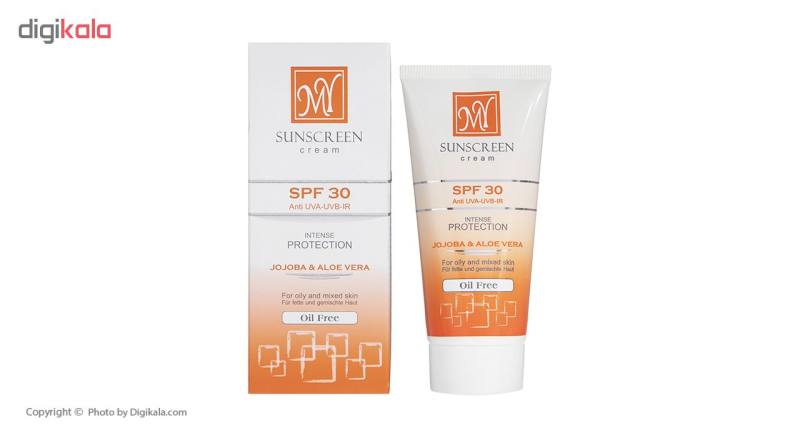 digikala
MY
SUNSCREEN
cream
SPF 30
Anti UVA-UVB-IR
INTENSE
PROTECTION
JOJOBA & ALOE VERA
For oily and mixed skin
Für fette und gemischte Haut
Oil Free
MY
SUNSCREEN
cream
SPF 30
Anti UVA-UVB-IR
INTENSE
PROTECTION
JOJOBA & ALOE VERA
For oily and mixed skin
Für fette und gemischte Haut
Oil Free
Copyright © Photo by Digikala.com